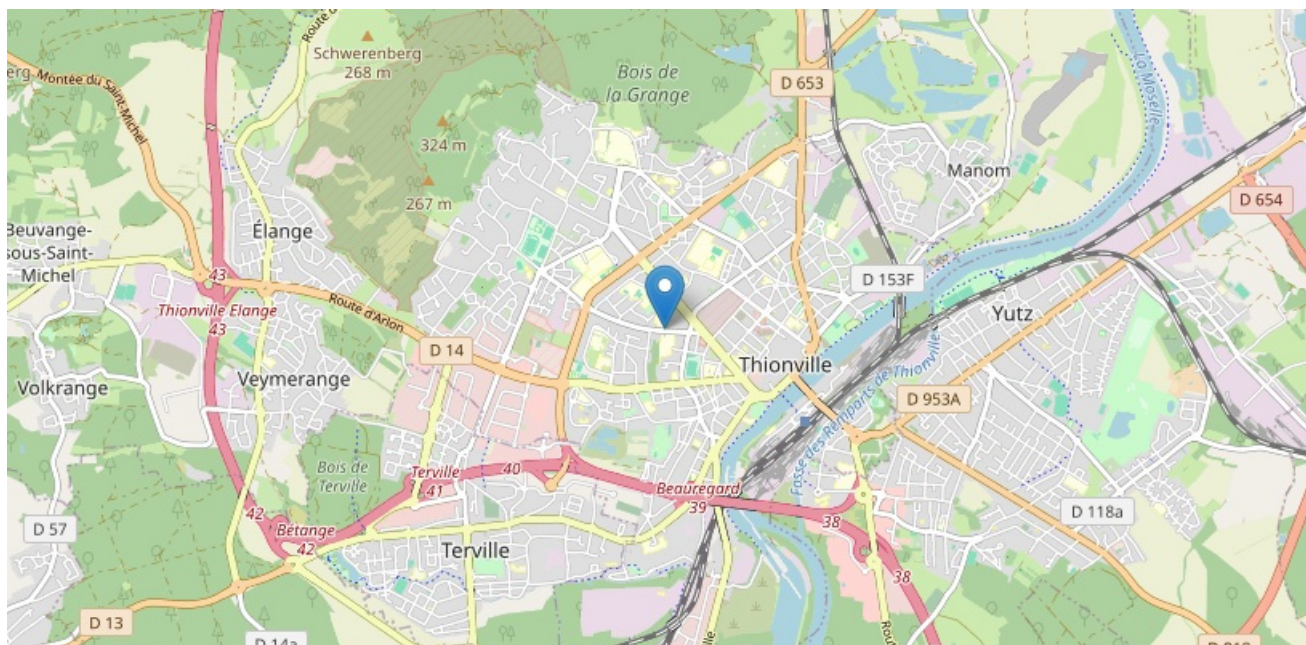 Schwerenberg
268 m
Bois de
la Grange
D 653
La Moselle
Montée du Saint-Michel
324 m
267 m
Manom
D 654
Beuvange-
sous-Saint-
Michel
Élange
43
Thionville Elange
43
Route d'Arlon
D 153F
Yutz
D 14
Thionville
Volkrange
Veymerange
D 953A
Fosse des Remparts de Thionville
Bois de
Terville
Terville
41
40
Beauregard
39
38
38
D 118a
42
Bétange
42
D 57
Terville
D 13
D 14a